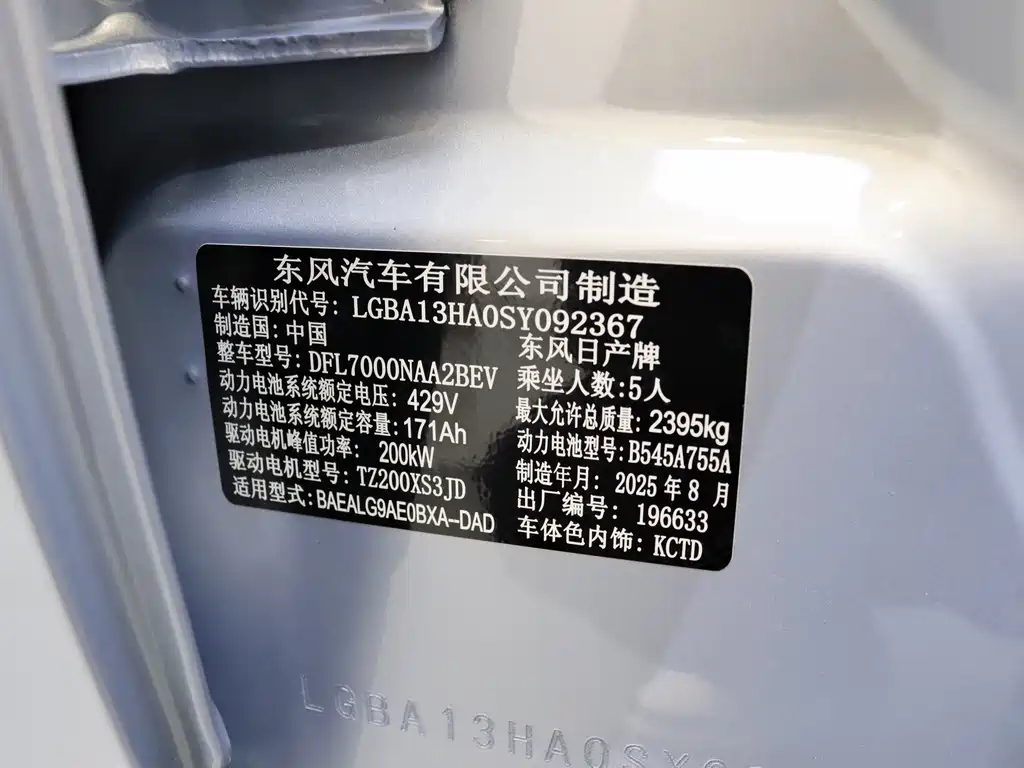 东风汽车有限公司制造
车辆识别代号: LGBA13HA0SY092367
制造国: 中国
东风日产牌
整车型号: DFL7000NAA2BEV
乘坐人数: 5人
动力电池系统额定电压: 429V
最大允许总质量: 2395kg
动力电池系统额定容量: 171Ah
动力电池型号: B545A755A
驱动电机峰值功率: 200kW
制造年月: 2025年8月
驱动电机型号: TZ200XS3JD
出厂编号: 196633
适用型式: BAEALG9AE0BXA-DAD
车体色内饰: KCTD
LGBA13HA0SY